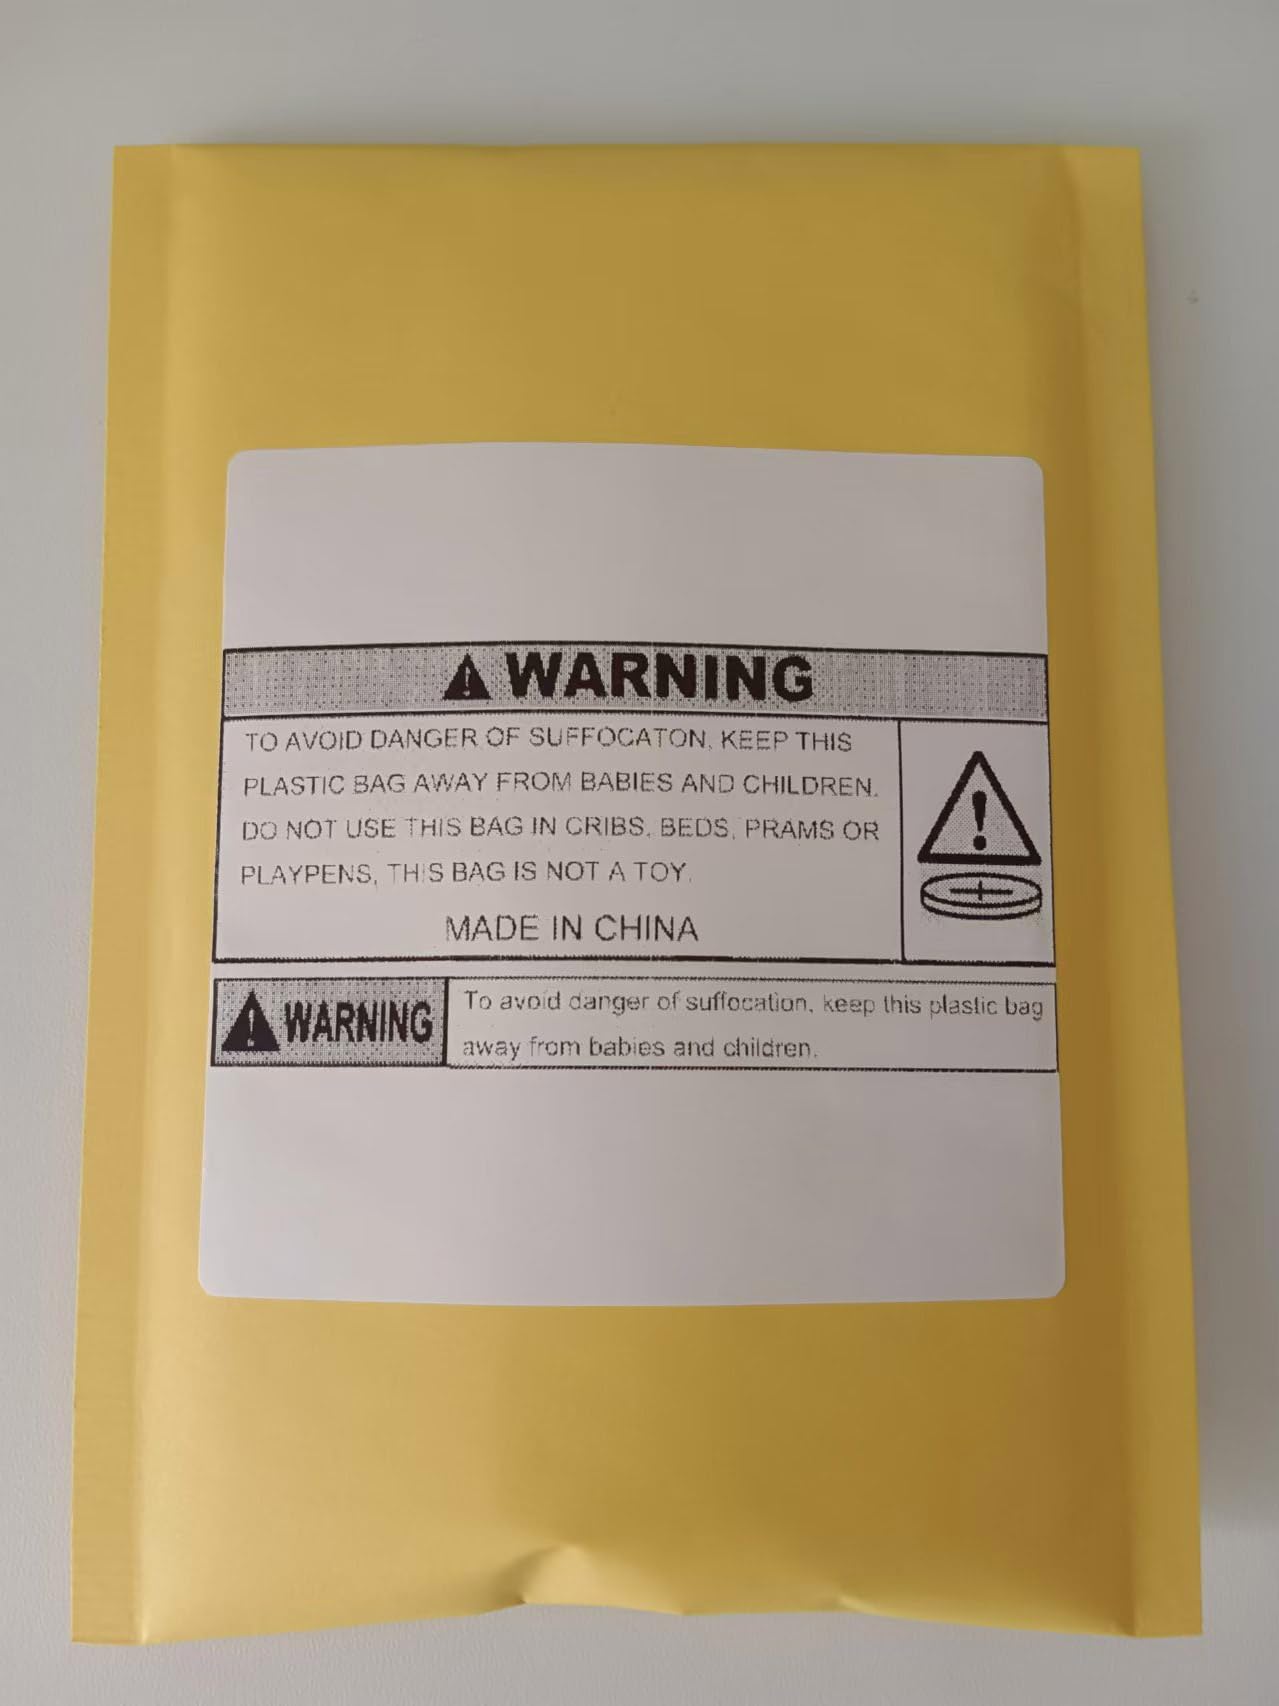 WARNING
TO AVOID DANGER OF SUFFOCATON, KEEP THIS
PLASTIC BAG AWAY FROM BABIES AND CHILDREN.
DO NOT USE THIS BAG IN CRIBS, BEDS, PRAMS OR
PLAYPENS, THIS BAG IS NOT A TOY.
MADE IN CHINA
WARNING
To avoid danger of suffocation, keep this plastic bag
away from babies and children.